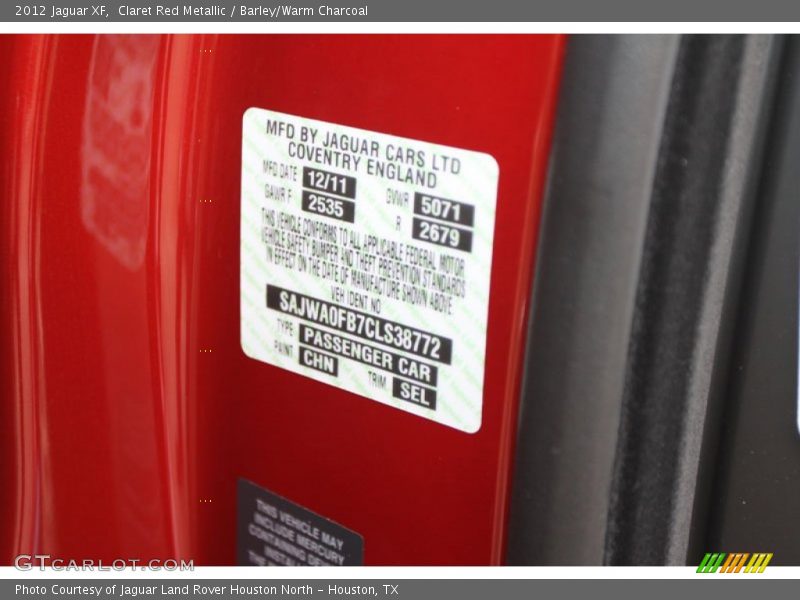 2012 Jaguar XF,  Claret Red Metallic / Barley/Warm Charcoal
MFD BY JAGUAR CARS LTD
COVENTRY ENGLAND
MFD DATE 12/11 GVWR 5071
GAWR F 2535 R 2679
THIS VEHICLE CONFORMS TO ALL APPLICABLE FEDERAL MOTOR
VEHICLE SAFETY BUMPER AND THEFT PREVENTION STANDARDS
IN EFFECT ON THE DATE OF MANUFACTURE SHOWN ABOVE
VEH IDENT NO
SAJWA0FB7CLS38772
TYPE PASSENGER CAR
PAINT CHN TRIM SEL
THIS VEHICLE MAY
INCLUDE MERCURY
CONTAINING
GTCARLOT.COM
Photo Courtesy of Jaguar Land Rover Houston North - Houston, TX